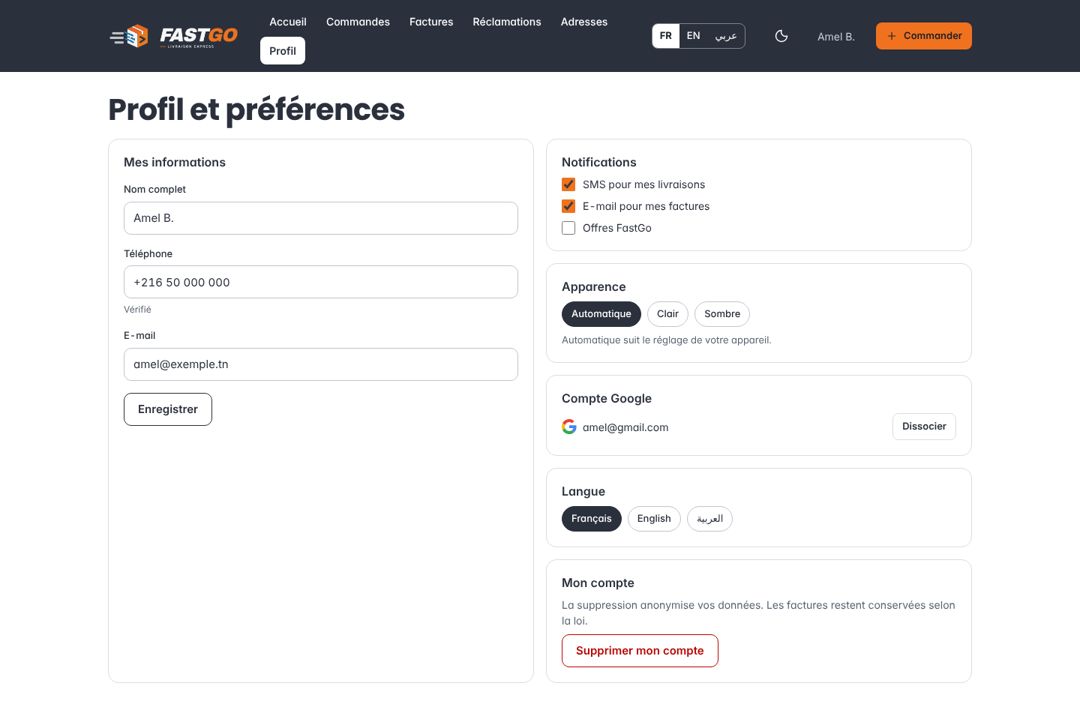 FASTGO
LIVRAISON EXPRESS
Accueil Commandes Factures Réclamations Adresses
Profil
FR EN عربي
Amel B.
+ Commander
Profil et préférences
Mes informations
Nom complet
Amel B.
Téléphone
+216 50 000 000
Vérifié
E-mail
amel@exemple.tn
Enregistrer
Notifications
SMS pour mes livraisons
E-mail pour mes factures
Offres FastGo
Apparence
Automatique Clair Sombre
Automatique suit le réglage de votre appareil.
Compte Google
amel@gmail.com
Dissocier
Langue
Français English العربية
Mon compte
La suppression anonymise vos données. Les factures restent conservées selon
la loi.
Supprimer mon compte